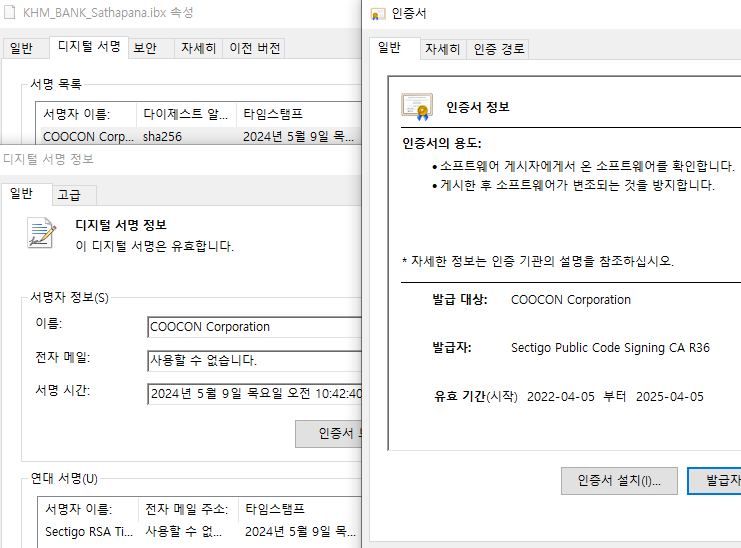 KHM_BANK_Sathapana.ibx 속성
일반 디지털 서명 보안 자세히 이전 버전
서명 목록
서명자 이름: 다이제스트 알... 타임스탬프
COOCON Corp... sha256 2024년 5월 9일 목...
디지털 서명 정보
일반 고급
디지털 서명 정보
이 디지털 서명은 유효합니다.
서명자 정보(S)
이름: COOCON Corporation
전자 메일: 사용할 수 없습니다.
서명 시간: 2024년 5월 9일 목요일 오전 10:42:40
인증서
연대 서명(U)
서명자 이름: 전자 메일 주소: 타임스탬프
Sectigo RSA Ti... 사용할 수 없... 2024년 5월 9일 목...
인증서
일반 자세히 인증 경로
인증서 정보
인증서의 용도:
• 소프트웨어 게시자에게서 온 소프트웨어를 확인합니다.
• 게시한 후 소프트웨어가 변조되는 것을 방지합니다.
* 자세한 정보는 인증 기관의 설명을 참조하십시오.
발급 대상: COOCON Corporation
발급자: Sectigo Public Code Signing CA R36
유효 기간(시작) 2022-04-05 부터 2025-04-05
인증서 설치(I)... 발급자